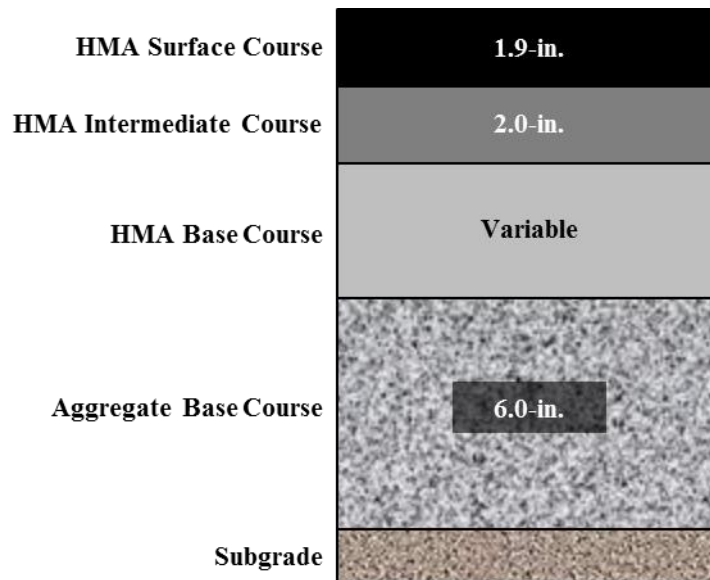 HMA Surface Course 1.9-in.
HMA Intermediate Course 2.0-in.
HMA Base Course Variable
Aggregate Base Course 6.0-in.
Subgrade